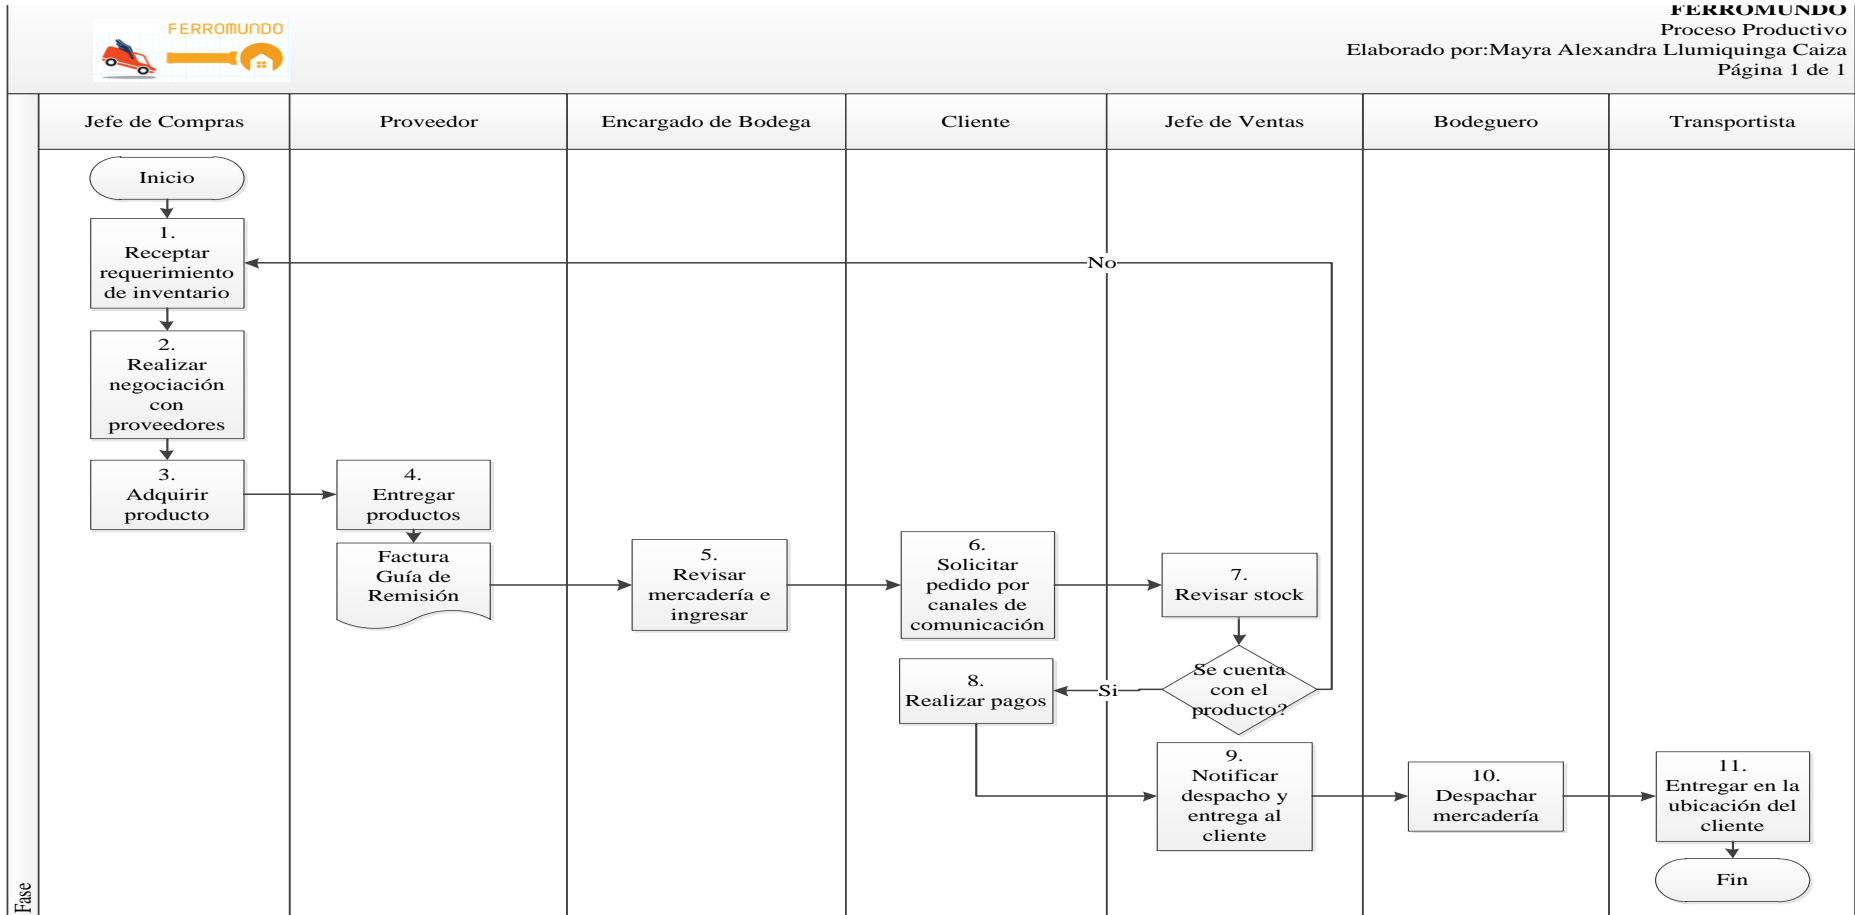 FERROMUNDO
FERROMUNDO
Proceso Productivo
Elaborado por:Mayra Alexandra Llumiquinga Caiza
Página 1 de 1
Jefe de Compras
Proveedor
Encargado de Bodega
Cliente
Jefe de Ventas
Bodeguero
Transportista
Inicio
1.
Receptar
requerimiento
de inventario
No
2.
Realizar
negociación
con
proveedores
3.
Adquirir
producto
4.
Entregar
productos
Factura
Guía de
Remisión
5.
Revisar
mercadería e
ingresar
6.
Solicitar
pedido por
canales de
comunicación
7.
Revisar stock
Se cuenta
con el
producto?
Si
8.
Realizar pagos
9.
Notificar
despacho y
entrega al
cliente
10.
Despachar
mercadería
11.
Entregar en la
ubicación del
cliente
Fin
Fase